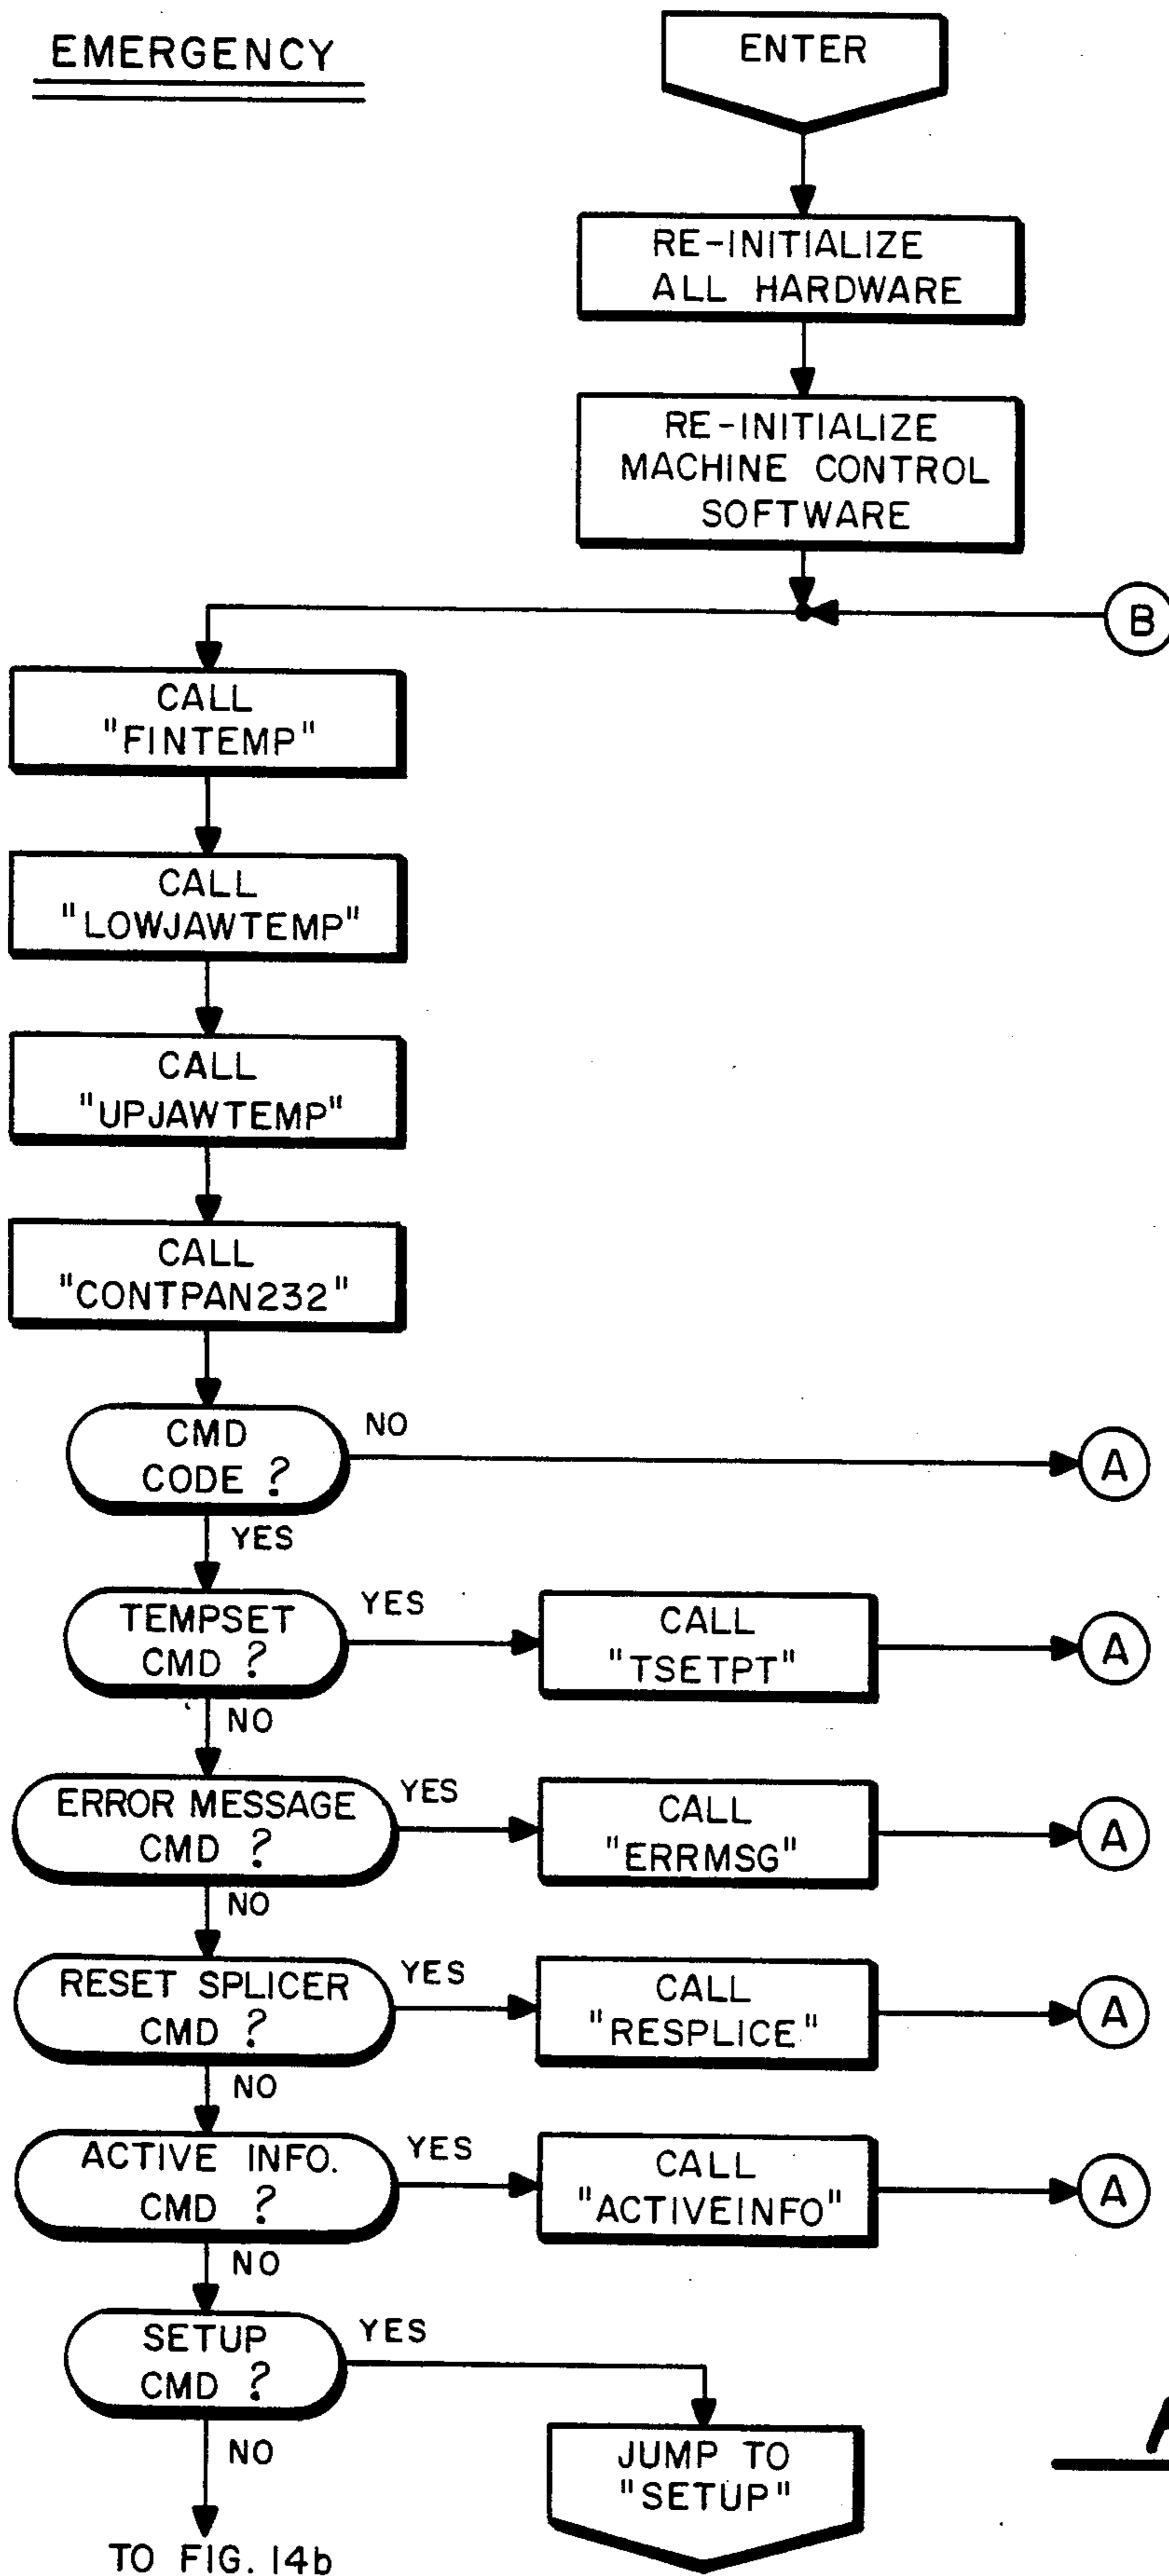 EMERGENCY
ENTER
RE-INITIALIZE
ALL HARDWARE
RE-INITIALIZE
MACHINE CONTROL
SOFTWARE
B
CALL
"FINTEMP"
CALL
"LOWJAWTEMP"
CALL
"UPJAWTEMP"
CALL
"CONTPAN232"
CMD
CODE ?
NO
A
YES
TEMPSET
CMD ?
YES
CALL
"TSETPT"
A
NO
ERROR MESSAGE
CMD ?
YES
CALL
"ERRMSG"
A
NO
RESET SPLICER
CMD ?
YES
CALL
"RESPLICE"
A
NO
ACTIVE INFO.
CMD ?
YES
CALL
"ACTIVEINFO"
A
NO
SETUP
CMD ?
YES
JUMP TO
"SETUP"
NO
TO FIG. 14b